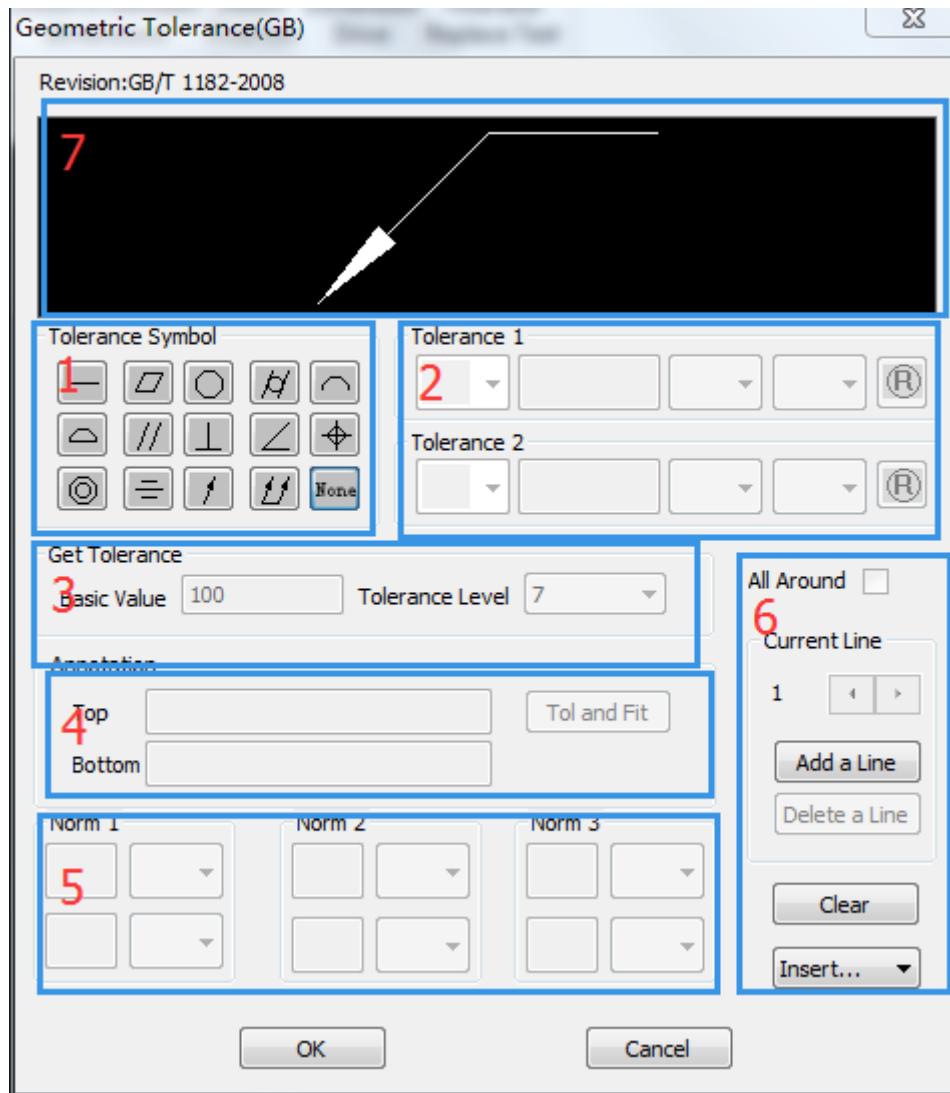 Geometric Tolerance(GB)
Revision:GB/T 1182-2008
7
Tolerance Symbol
1
None
Tolerance 1
2
R
Tolerance 2
R
Get Tolerance
3
Basic Value 100 Tolerance Level 7
Annotation
4
Top Tol and Fit
Bottom
Norm 1 Norm 2 Norm 3
5
All Around
6
Current Line
1
Add a Line
Delete a Line
Clear
Insert...
OK Cancel